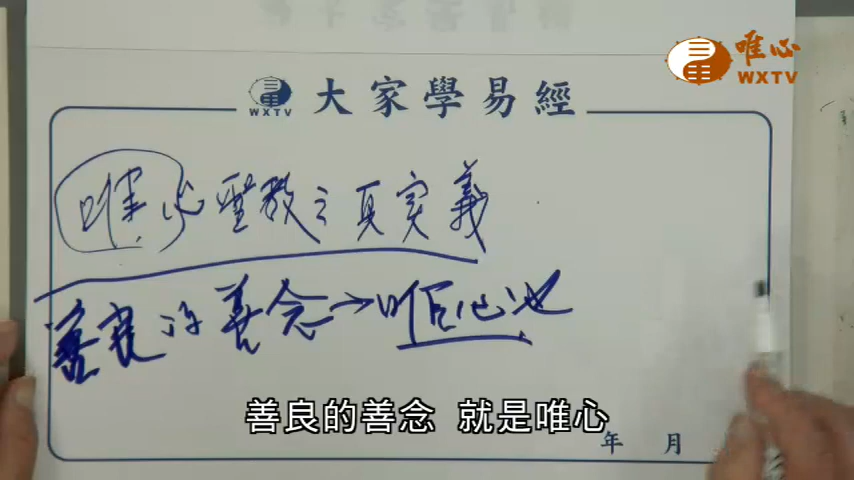 唯心
WXTV
WXTV
大家學易經
唯心聖教之真实義
善良的善念→唯心也
善良的善念 就是唯心
年 月